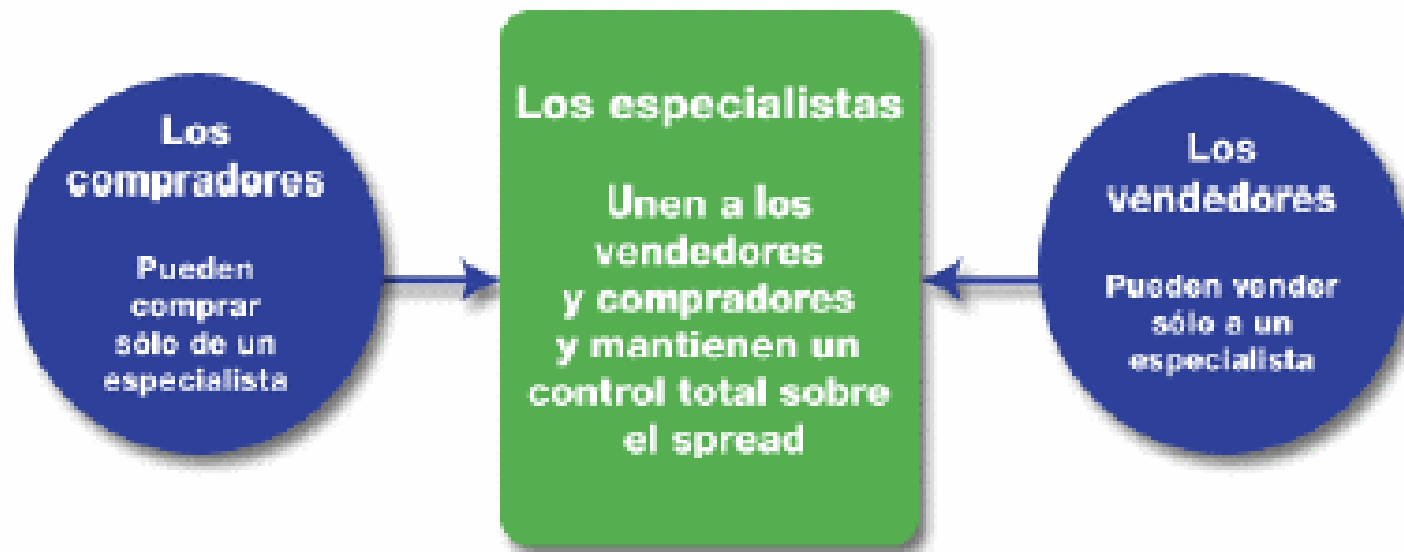 Los
compradores
Pueden
comprar
sólo de un
especialista
Los especialistas
Unen a los
vendedores
y compradores
y mantienen un
control total sobre
el spread
Los
vendedores
Pueden vender
sólo a un
especialista